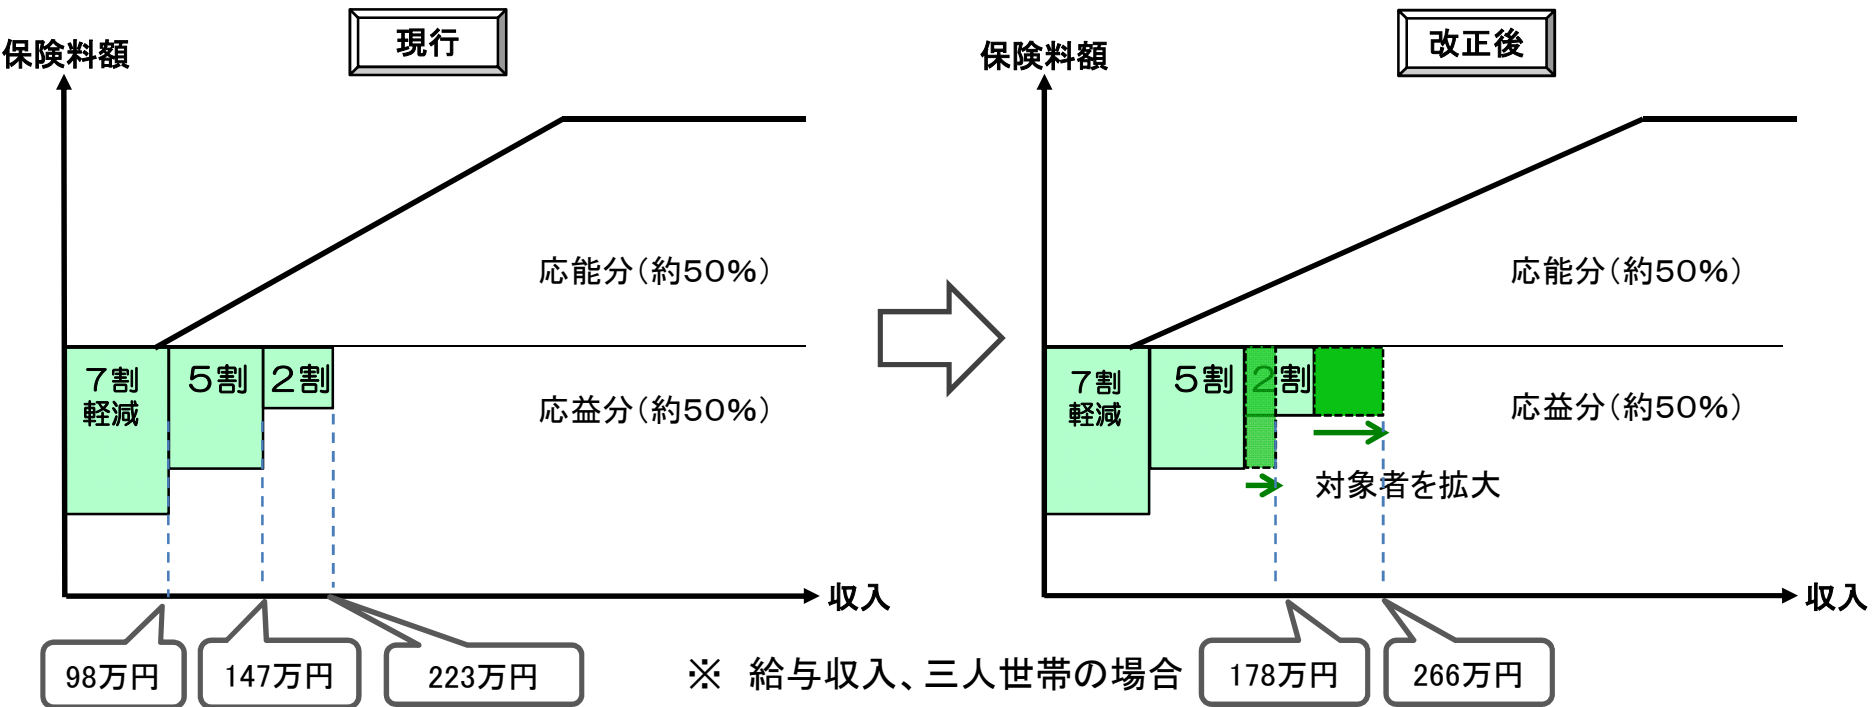 現行
保険料額
応能分（約50%）
7割
軽減
5割
2割
応益分（約50%）
収入
98万円
147万円
223万円
改正後
保険料額
応能分（約50%）
7割
軽減
5割
2割
応益分（約50%）
対象者を拡大
収入
※ 給与収入、三人世帯の場合
178万円
266万円